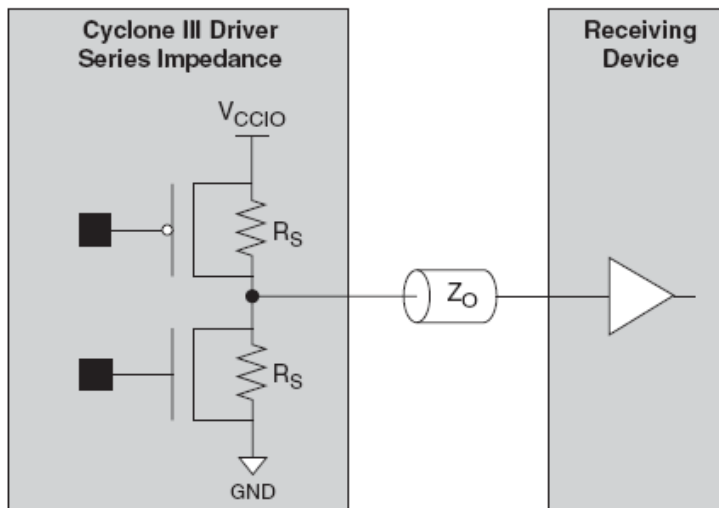 Cyclone III Driver
Series Impedance
Receiving
Device
VCCIO
RS
ZO
RS
GND